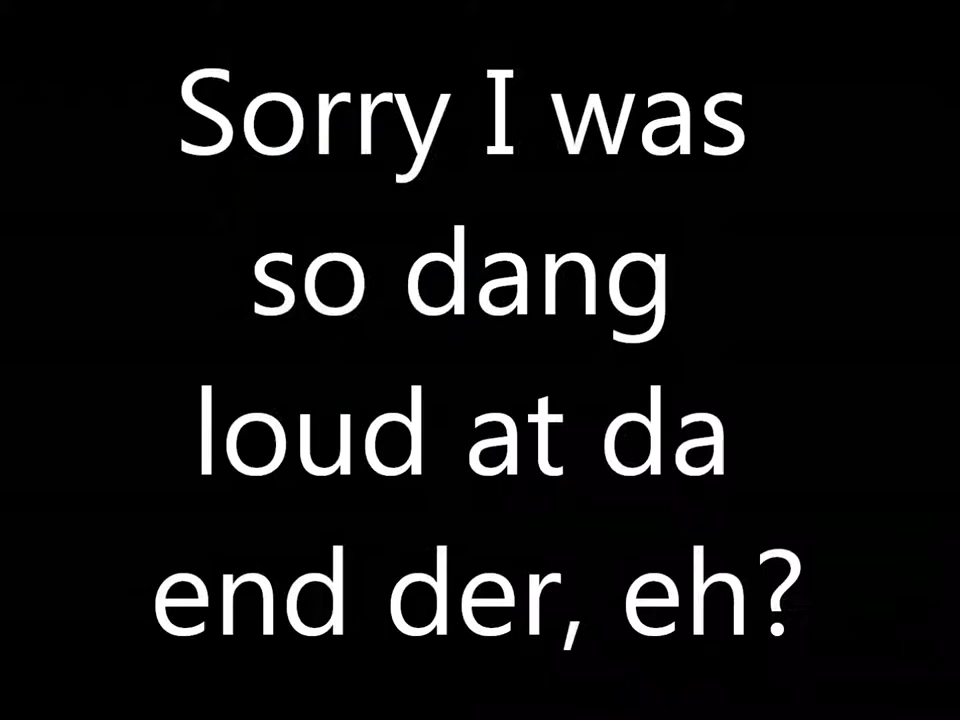 Sorry I was
so dang
loud at da
end der, eh?